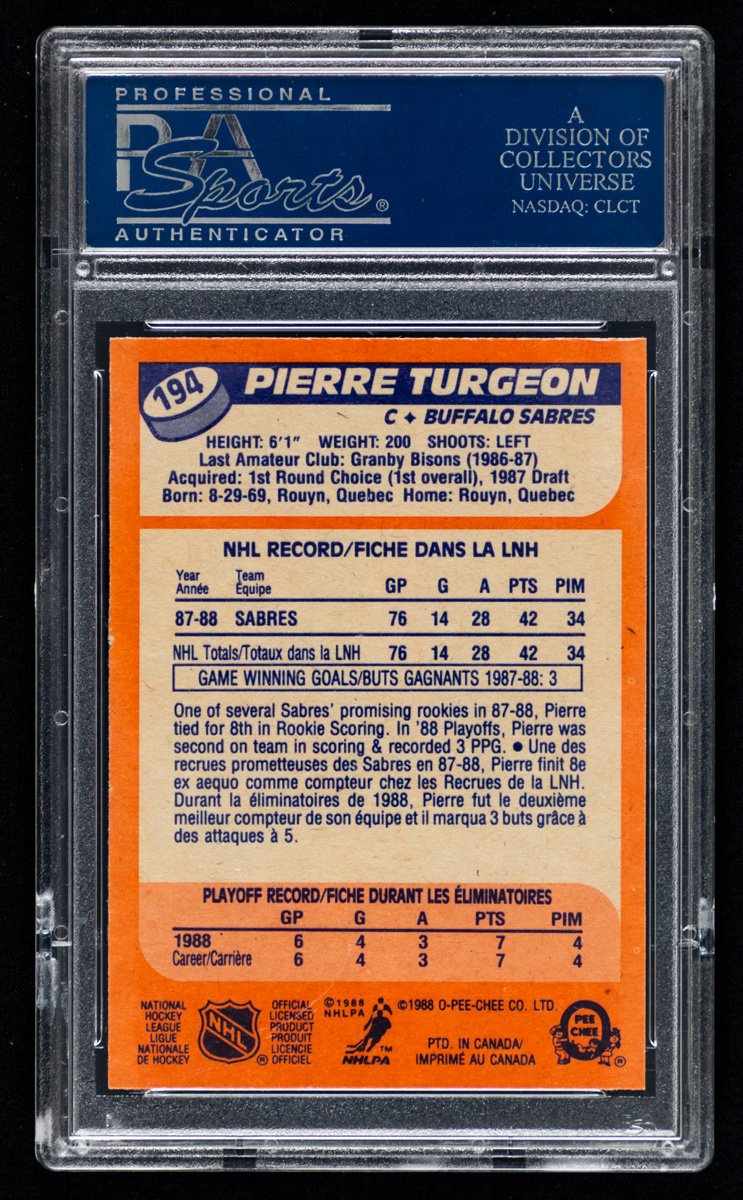 PROFESSIONAL
PSA
Sports®
AUTHENTICATOR
A
DIVISION OF
COLLECTORS
UNIVERSE
NASDAQ: CLCT
194
PIERRE TURGEON
C ✦ BUFFALO SABRES
HEIGHT: 6'1" WEIGHT: 200 SHOOTS: LEFT
Last Amateur Club: Granby Bisons (1986-87)
Acquired: 1st Round Choice (1st overall), 1987 Draft
Born: 8-29-69, Rouyn, Quebec Home: Rouyn, Quebec
NHL RECORD/FICHE DANS LA LNH
Year Team
Année Équipe GP G A PTS PIM
87-88 SABRES 76 14 28 42 34
NHL Totals/Totaux dans la LNH 76 14 28 42 34
GAME WINNING GOALS/BUTS GAGNANTS 1987-88: 3
One of several Sabres' promising rookies in 87-88, Pierre
tied for 8th in Rookie Scoring. In '88 Playoffs, Pierre was
second on team in scoring & recorded 3 PPG. ● Une des
recrues prometteuses des Sabres en 87-88, Pierre finit 8e
ex aequo comme compteur chez les Recrues de la LNH.
Durant la éliminatoires de 1988, Pierre fut le deuxième
meilleur compteur de son équipe et il marqua 3 buts grâce à
des attaques à 5.
PLAYOFF RECORD/FICHE DURANT LES ÉLIMINATOIRES
GP G A PTS PIM
1988 6 4 3 7 4
Career/Carrière 6 4 3 7 4
NATIONAL
HOCKEY
LEAGUE
LIGUE
NATIONALE
DE HOCKEY
NHL
®
OFFICIAL
LICENSED
PRODUCT
PRODUIT
LICENCIE
OFFICIEL
©1988
NHLPA
™
NHLPA
©1988 O-PEE-CHEE CO. LTD.
PTD. IN CANADA/
IMPRIMÉ AU CANADA
O
PEE
CHEE
®